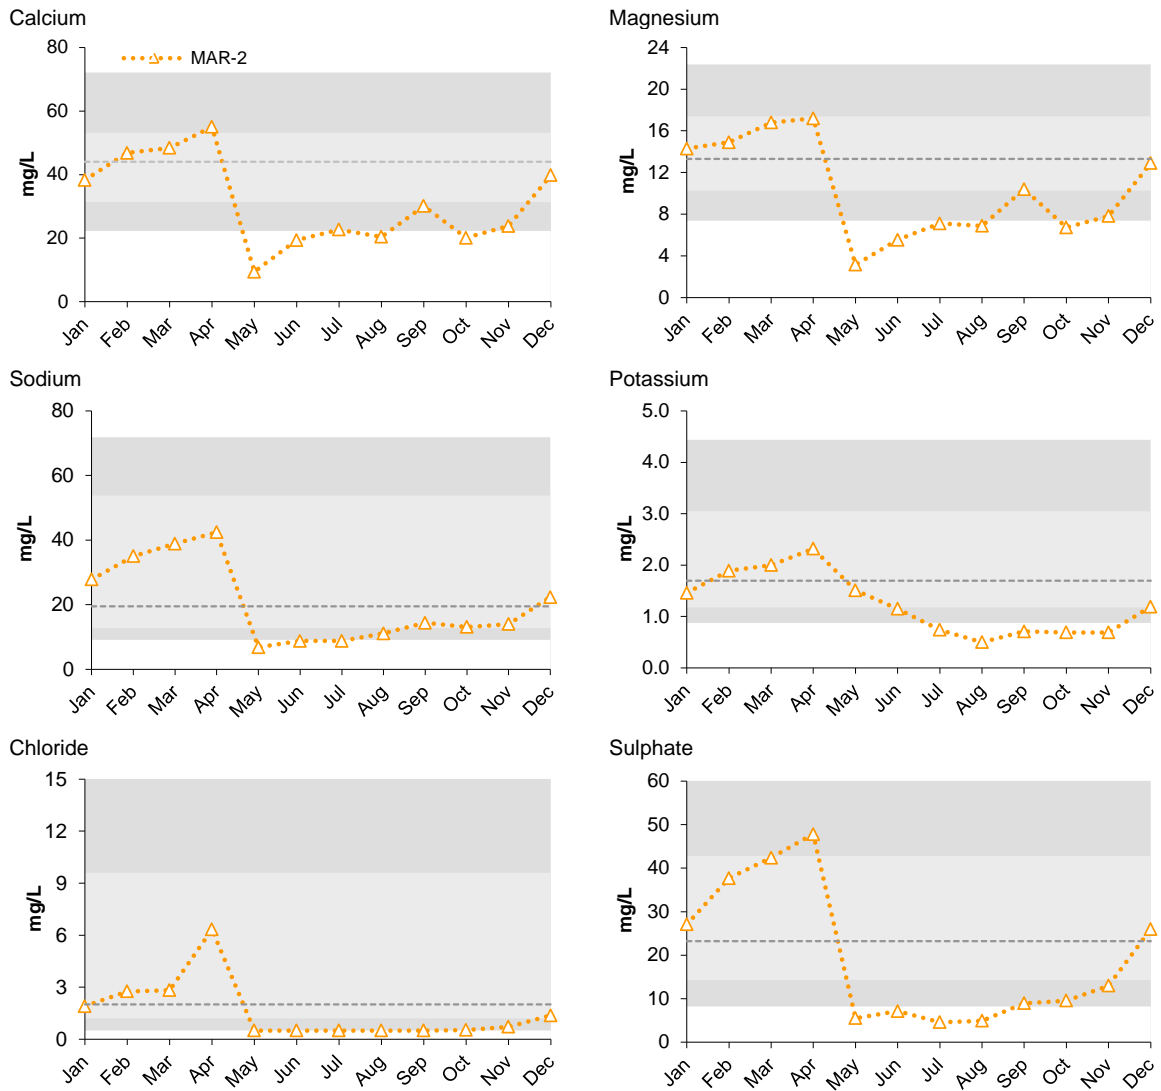 Calcium
80
60
40
20
0
mg/L
MAR-2
Jan Feb Mar Apr May Jun Jul Aug Sep Oct Nov Dec
Magnesium
24
20
16
12
8
4
0
mg/L
Jan Feb Mar Apr May Jun Jul Aug Sep Oct Nov Dec
Sodium
80
60
40
20
0
mg/L
Jan Feb Mar Apr May Jun Jul Aug Sep Oct Nov Dec
Potassium
5.0
4.0
3.0
2.0
1.0
0.0
mg/L
Jan Feb Mar Apr May Jun Jul Aug Sep Oct Nov Dec
Chloride
15
12
9
6
3
0
mg/L
Jan Feb Mar Apr May Jun Jul Aug Sep Oct Nov Dec
Sulphate
60
50
40
30
20
10
0
mg/L
Jan Feb Mar Apr May Jun Jul Aug Sep Oct Nov Dec